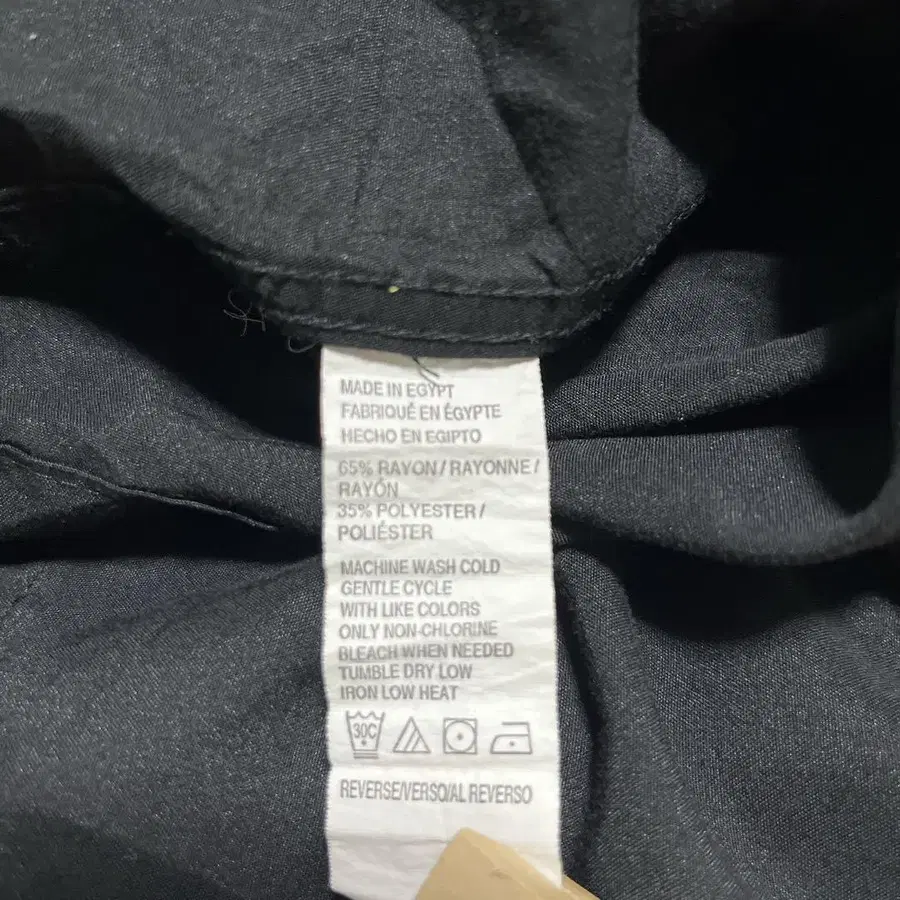 MADE IN EGYPT
FABRIQUÉ EN ÉGYPTE
HECHO EN EGIPTO
65% RAYON / RAYONNE /
RAYÓN
35% POLYESTER /
POLIÉSTER
MACHINE WASH COLD
GENTLE CYCLE
WITH LIKE COLORS
ONLY NON-CHLORINE
BLEACH WHEN NEEDED
TUMBLE DRY LOW
IRON LOW HEAT
30C
REVERSE/VERSO/AL REVERSO